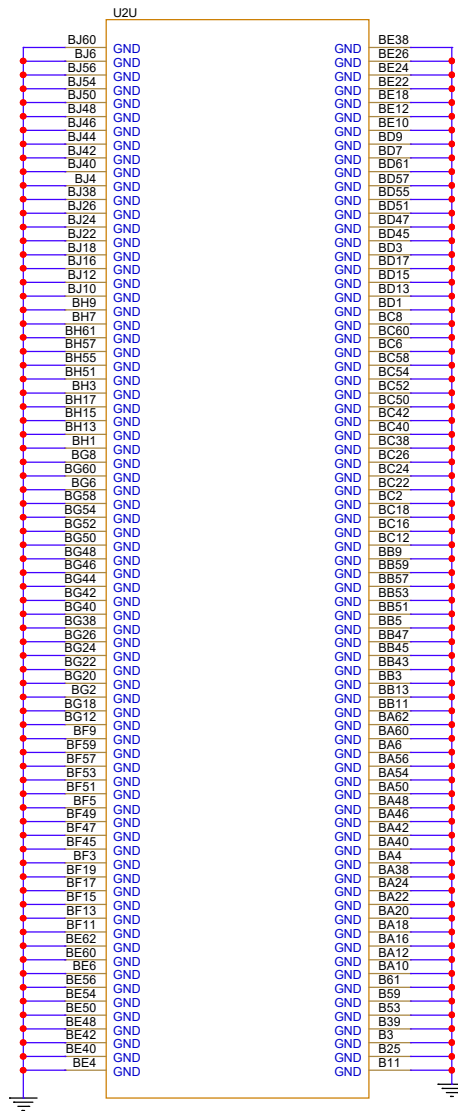 U2U
BJ60 GND GND BE38
BJ6 GND GND BE26
BJ56 GND GND BE24
BJ54 GND GND BE22
BJ50 GND GND BE18
BJ48 GND GND BE12
BJ46 GND GND BE10
BJ44 GND GND BD9
BJ42 GND GND BD7
BJ40 GND GND BD61
BJ4 GND GND BD57
BJ38 GND GND BD55
BJ26 GND GND BD51
BJ24 GND GND BD47
BJ22 GND GND BD45
BJ18 GND GND BD3
BJ16 GND GND BD17
BJ12 GND GND BD15
BJ10 GND GND BD13
BH9 GND GND BD1
BH7 GND GND BC8
BH61 GND GND BC60
BH57 GND GND BC6
BH55 GND GND BC58
BH51 GND GND BC54
BH3 GND GND BC52
BH17 GND GND BC50
BH15 GND GND BC42
BH13 GND GND BC40
BH1 GND GND BC38
BG8 GND GND BC26
BG60 GND GND BC24
BG6 GND GND BC22
BG58 GND GND BC2
BG54 GND GND BC18
BG52 GND GND BC16
BG50 GND GND BC12
BG48 GND GND BB9
BG46 GND GND BB59
BG44 GND GND BB57
BG42 GND GND BB53
BG40 GND GND BB51
BG38 GND GND BB5
BG26 GND GND BB47
BG24 GND GND BB45
BG22 GND GND BB43
BG20 GND GND BB3
BG2 GND GND BB13
BG18 GND GND BB11
BG12 GND GND BA62
BF9 GND GND BA60
BF59 GND GND BA6
BF57 GND GND BA56
BF53 GND GND BA54
BF51 GND GND BA50
BF5 GND GND BA48
BF49 GND GND BA46
BF47 GND GND BA42
BF45 GND GND BA40
BF3 GND GND BA4
BF19 GND GND BA38
BF17 GND GND BA24
BF15 GND GND BA22
BF13 GND GND BA20
BF11 GND GND BA18
BE62 GND GND BA16
BE60 GND GND BA12
BE6 GND GND BA10
BE56 GND GND B61
BE54 GND GND B59
BE50 GND GND B53
BE48 GND GND B39
BE42 GND GND B3
BE40 GND GND B25
BE4 GND GND B11